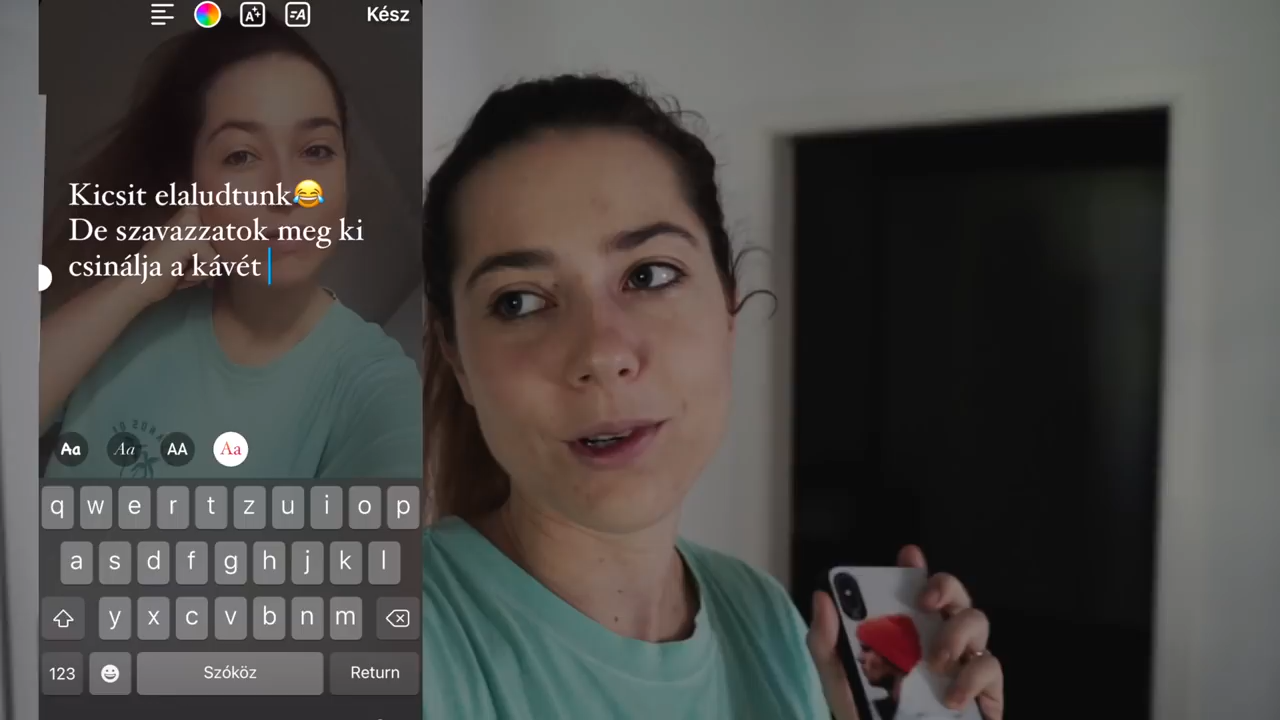 Kész
Kicsit elaludtunk😂
De szavazzatok meg ki
csinálja a kávét
Aa Aa AA Aa
q w e r t z u i o p
a s d f g h j k l
y x c v b n m
123 Szóköz Return